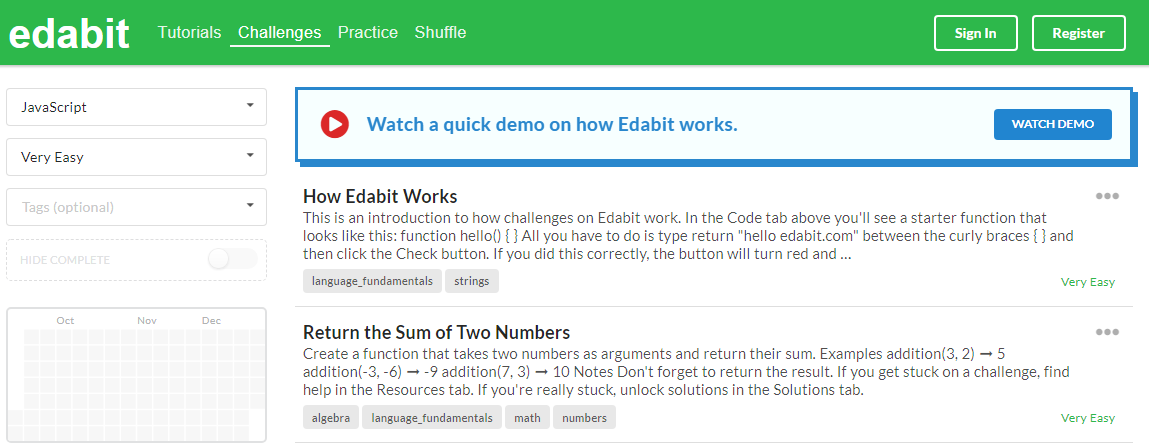 edabit Tutorials Challenges Practice Shuffle Sign In Register
JavaScript
Very Easy
Tags (optional)
HIDE COMPLETE
Oct Nov Dec
Watch a quick demo on how Edabit works. WATCH DEMO
How Edabit Works
This is an introduction to how challenges on Edabit work. In the Code tab above you'll see a starter function that
looks like this: function hello() { } All you have to do is type return "hello edabit.com" between the curly braces { } and
then click the Check button. If you did this correctly, the button will turn red and ...
language_fundamentals strings
Very Easy
Return the Sum of Two Numbers
Create a function that takes two numbers as arguments and return their sum. Examples addition(3, 2) ➞ 5
addition(-3, -6) ➞ -9 addition(7, 3) ➞ 10 Notes Don't forget to return the result. If you get stuck on a challenge, find
help in the Resources tab. If you're really stuck, unlock solutions in the Solutions tab.
algebra language_fundamentals math numbers
Very Easy